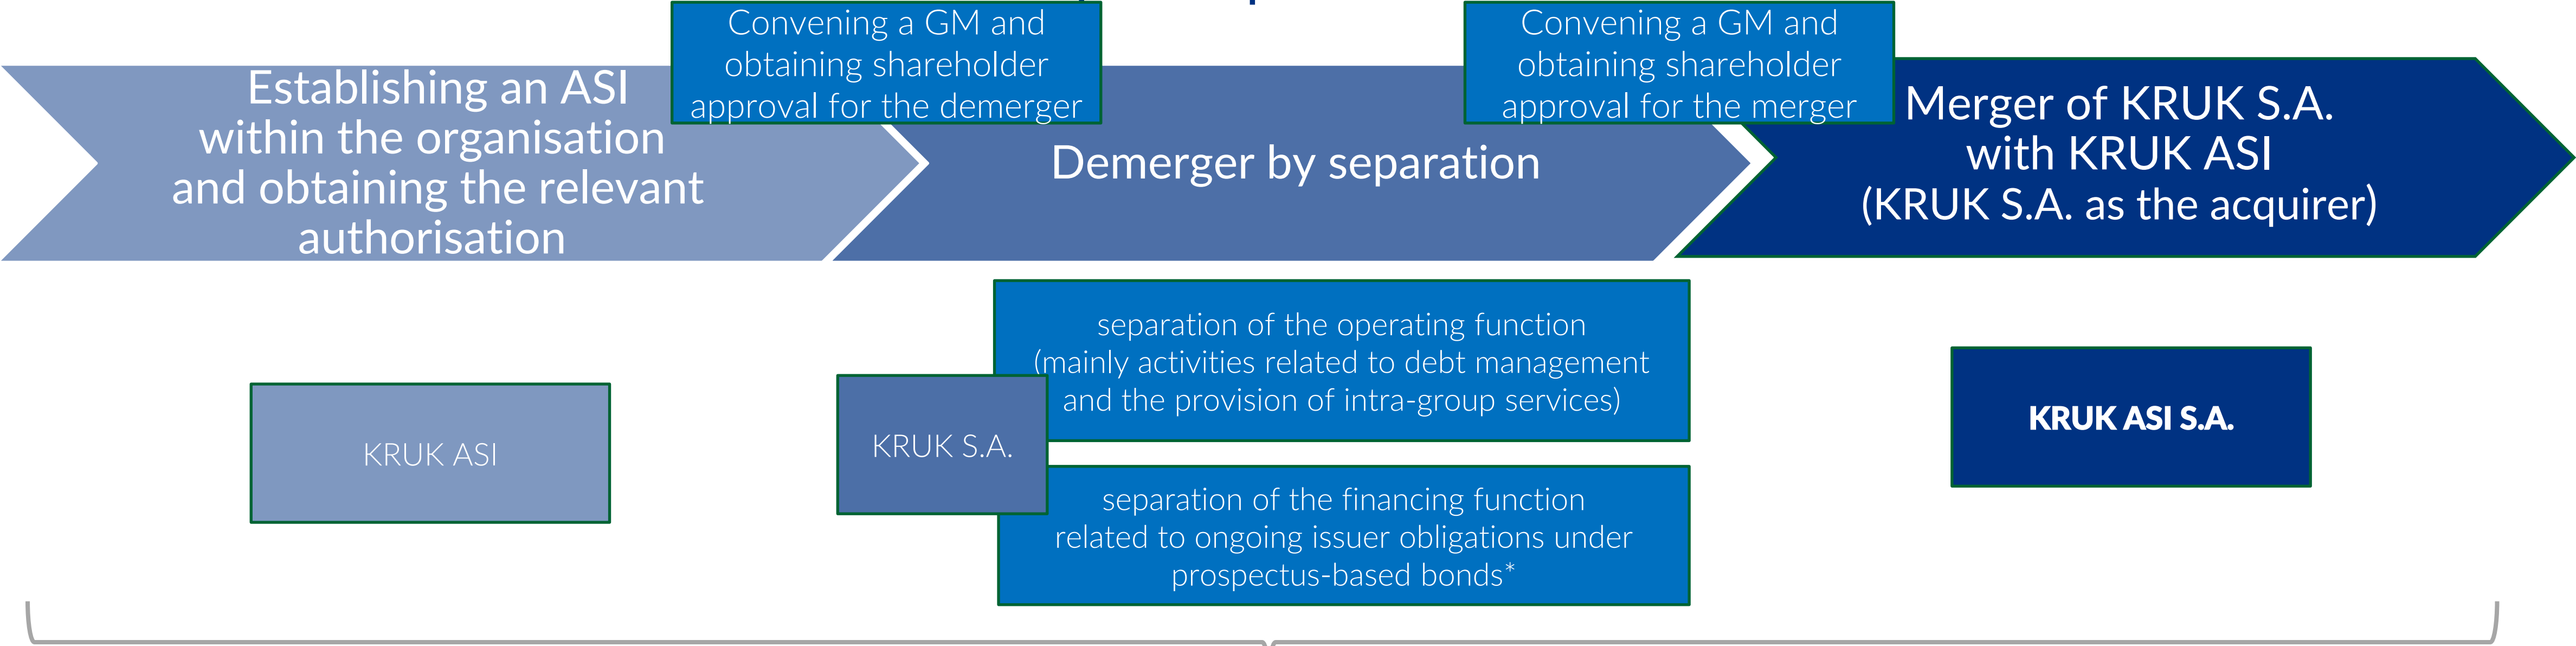 Convening a GM and
obtaining shareholder
approval for the demerger
Convening a GM and
obtaining shareholder
approval for the merger
Establishing an ASI
within the organisation
and obtaining the relevant
authorisation
Demerger by separation
Merger of KRUK S.A.
with KRUK ASI
(KRUK S.A. as the acquirer)
KRUK ASI
KRUK S.A.
separation of the operating function
(mainly activities related to debt management
and the provision of intra-group services)
separation of the financing function
related to ongoing issuer obligations under
prospectus-based bonds*
KRUK ASI S.A.